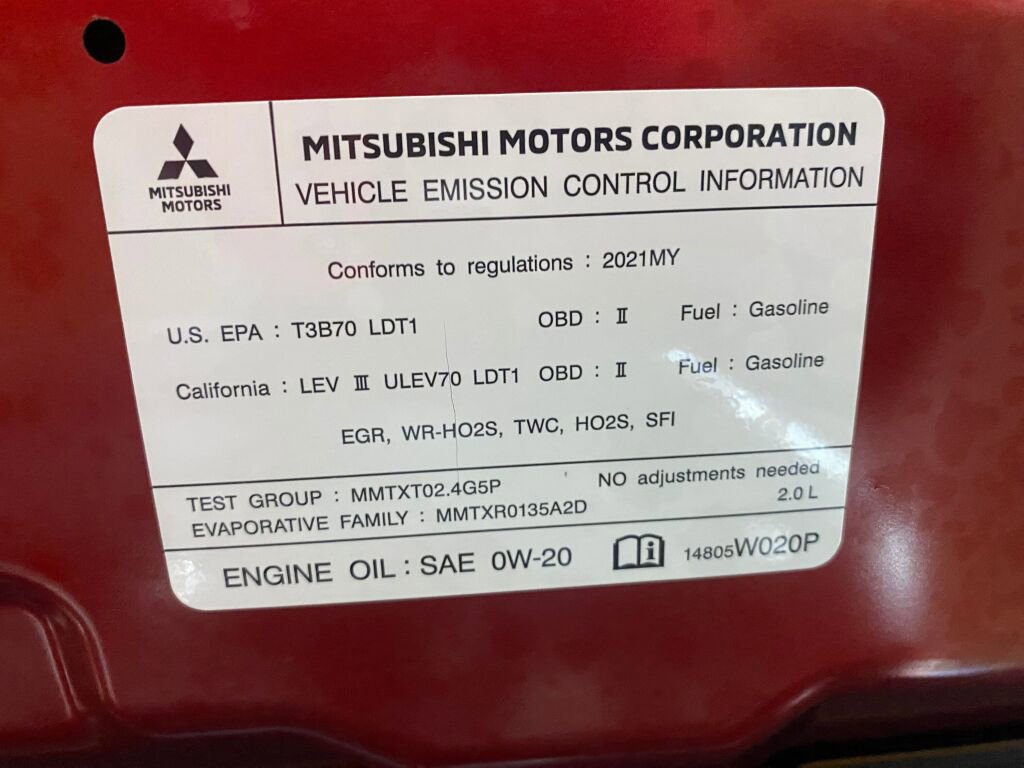 MITSUBISHI
MOTORS
MITSUBISHI MOTORS CORPORATION
VEHICLE EMISSION CONTROL INFORMATION
Conforms to regulations : 2021MY
U.S. EPA : T3B70 LDT1 OBD : Ⅱ Fuel : Gasoline
California : LEV Ⅲ ULEV70 LDT1 OBD : Ⅱ Fuel : Gasoline
EGR, WR-HO2S, TWC, HO2S, SFI
TEST GROUP : MMTXT02.4G5P NO adjustments needed
EVAPORATIVE FAMILY : MMTXR0135A2D 2.0 L
ENGINE OIL : SAE 0W-20 14805W020P